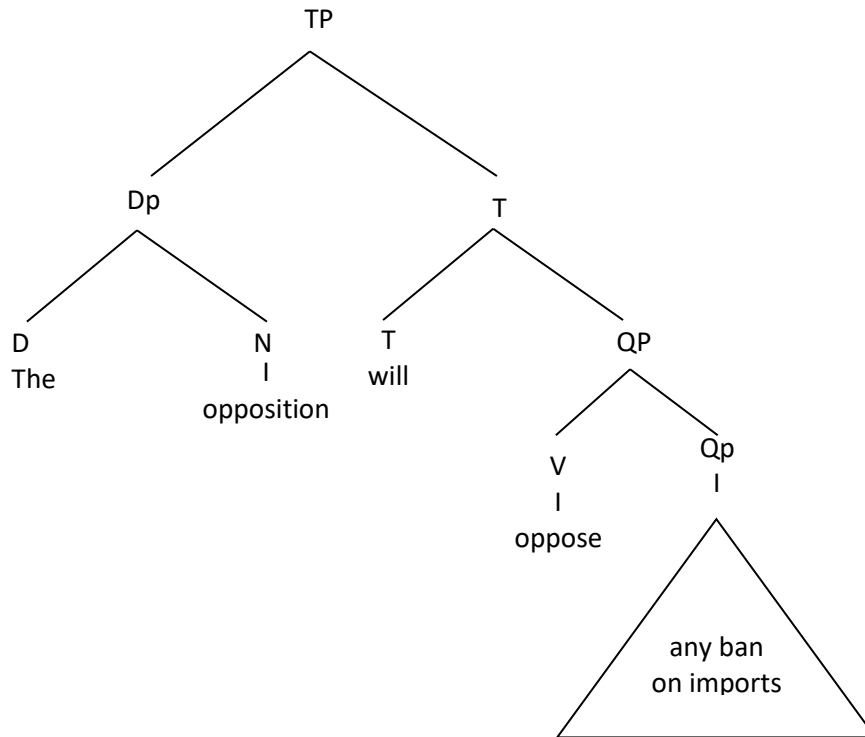 TP
Dp T
D N T QP
The I will
opposition
V Qp
I I
oppose
any ban
on imports